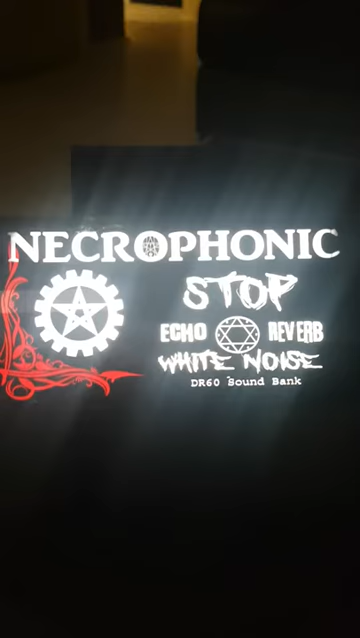 NECROPHONIC
STOP
ECHO REVERB
WHITE NOISE
DR60 Sound Bank